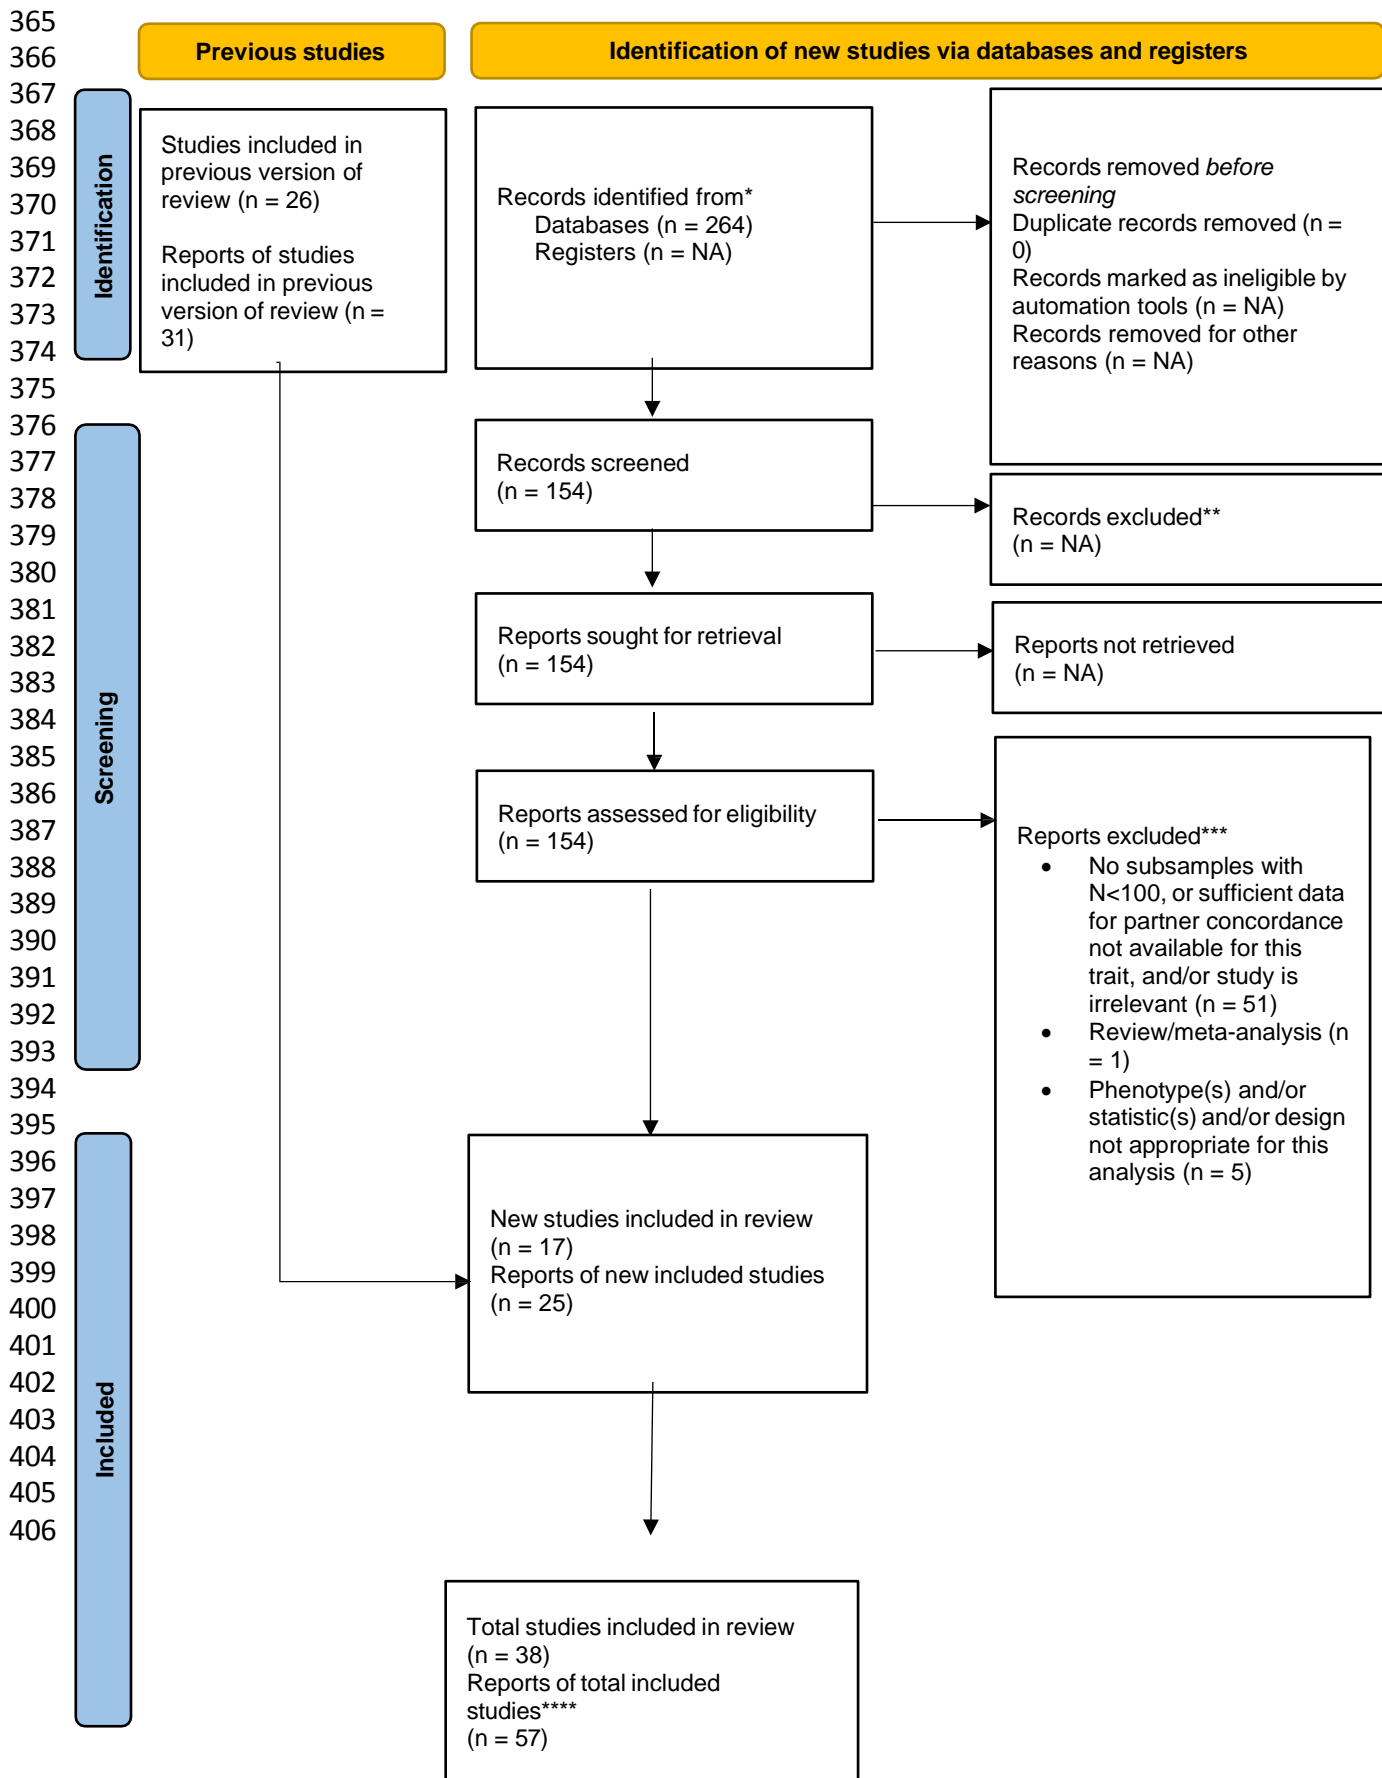 365
366
367
368
369
370
371
372
373
374
375
376
377
378
379
380
381
382
383
384
385
386
387
388
389
390
391
392
393
394
395
396
397
398
399
400
401
402
403
404
405
406
Previous studies
Identification of new studies via databases and registers
Identification
Studies included in
previous version of
review (n = 26)
Reports of studies
included in previous
version of review (n =
31)
Records identified from*
Databases (n = 264)
Registers (n = NA)
Records removed before
screening
Duplicate records removed (n =
0)
Records marked as ineligible by
automation tools (n = NA)
Records removed for other
reasons (n = NA)
Screening
Records screened
(n = 154)
Records excluded**
(n = NA)
Reports sought for retrieval
(n = 154)
Reports not retrieved
(n = NA)
Reports assessed for eligibility
(n = 154)
Reports excluded***
• No subsamples with
N<100, or sufficient data
for partner concordance
not available for this
trait, and/or study is
irrelevant (n = 51)
• Review/meta-analysis (n
= 1)
• Phenotype(s) and/or
statistic(s) and/or design
not appropriate for this
analysis (n = 5)
Included
New studies included in review
(n = 17)
Reports of new included studies
(n = 25)
Total studies included in review
(n = 38)
Reports of total included
studies****
(n = 57)